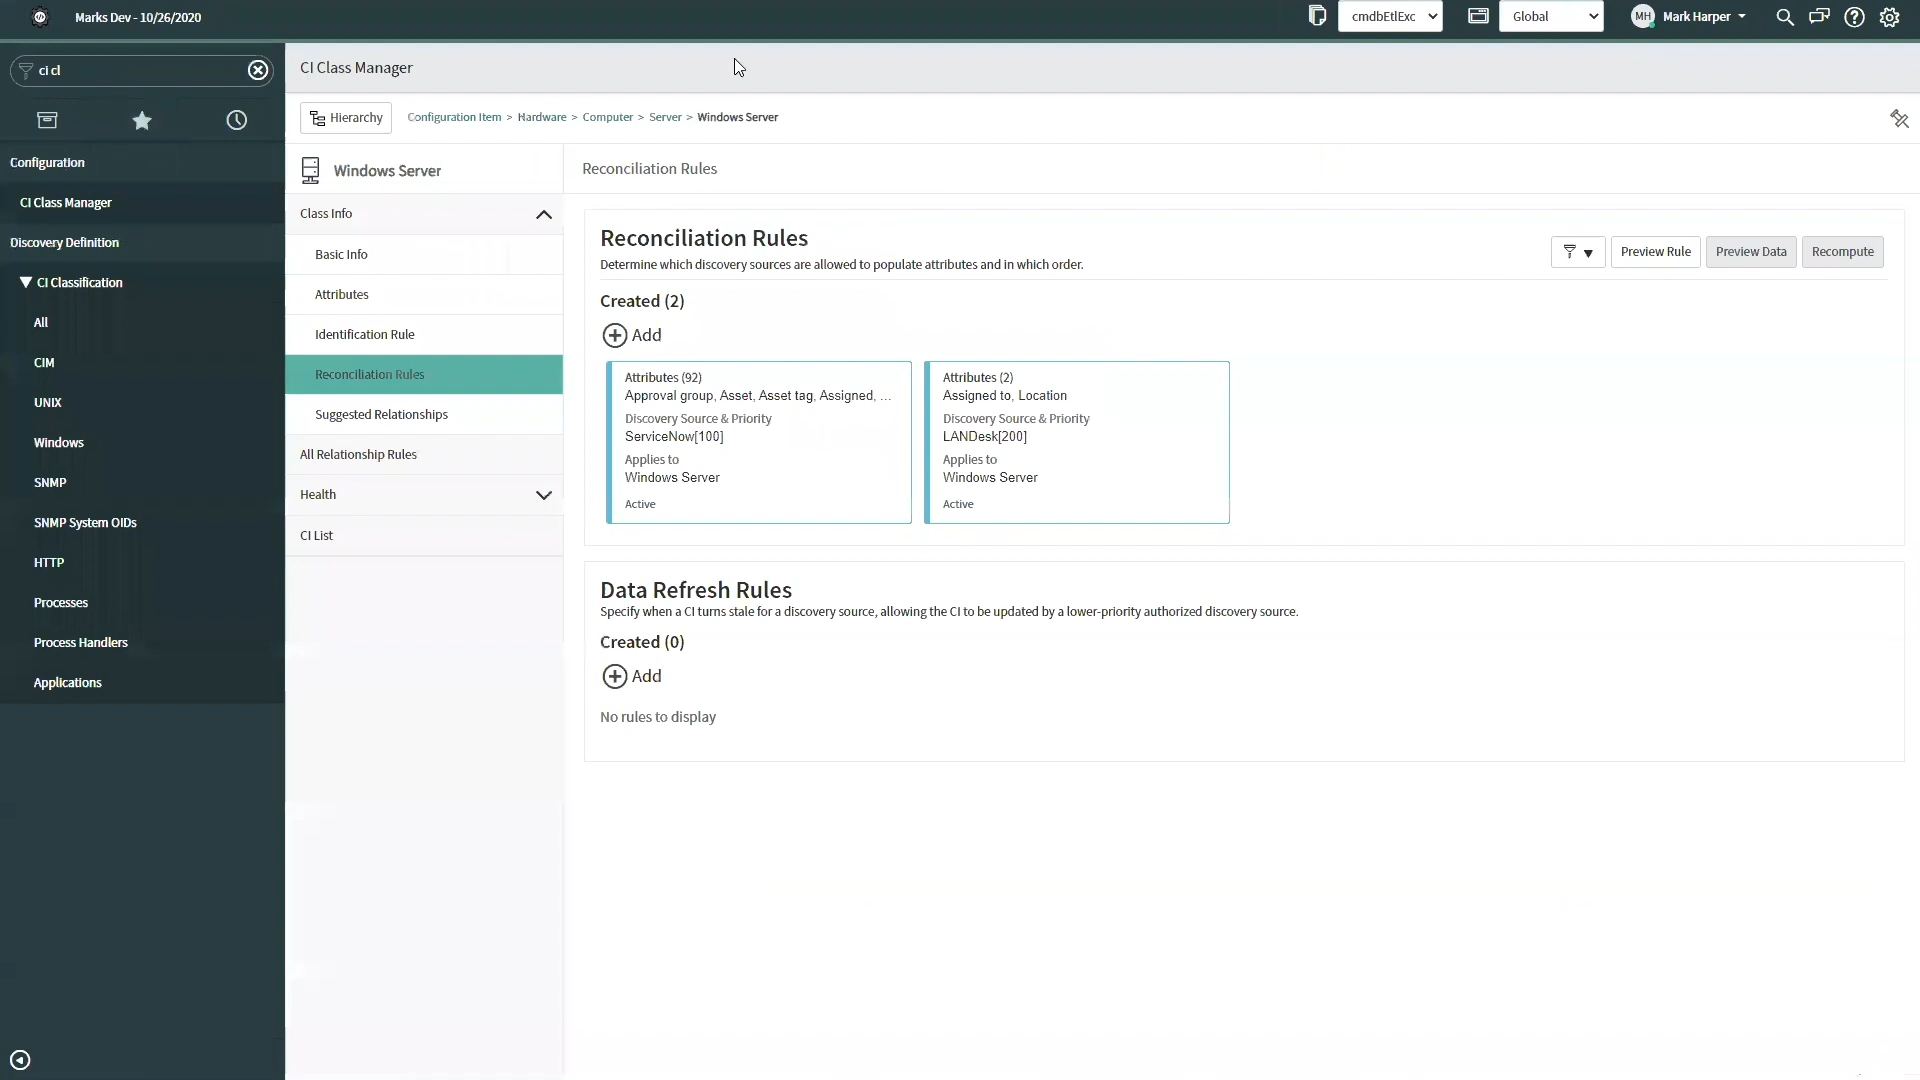 Marks Dev - 10/26/2020
cmdbEtlExc
Global
MH
Mark Harper
ci cl
CI Class Manager
Hierarchy
Configuration Item > Hardware > Computer > Server > Windows Server
Configuration
CI Class Manager
Discovery Definition
CI Classification
All
CIM
UNIX
Windows
SNMP
SNMP System OIDs
HTTP
Processes
Process Handlers
Applications
Windows Server
Class Info
Basic Info
Attributes
Identification Rule
Reconciliation Rules
Suggested Relationships
All Relationship Rules
Health
CI List
Reconciliation Rules
Reconciliation Rules
Determine which discovery sources are allowed to populate attributes and in which order.
Preview Rule
Preview Data
Recompute
Created (2)
Add
Attributes (92)
Approval group, Asset, Asset tag, Assigned, ...
Discovery Source & Priority
ServiceNow[100]
Applies to
Windows Server
Active
Attributes (2)
Assigned to, Location
Discovery Source & Priority
LANDesk[200]
Applies to
Windows Server
Active
Data Refresh Rules
Specify when a CI turns stale for a discovery source, allowing the CI to be updated by a lower-priority authorized discovery source.
Created (0)
Add
No rules to display